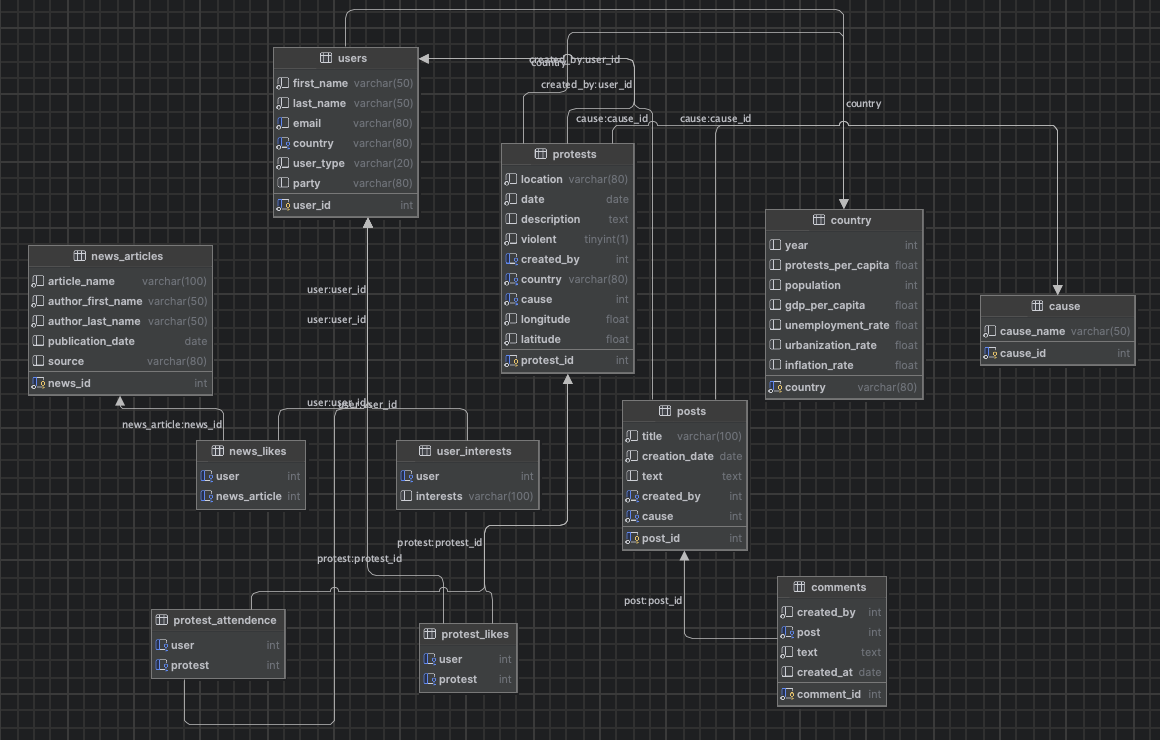 users
first_name varchar(50)
last_name varchar(50)
email varchar(80)
country varchar(80)
user_type varchar(20)
party varchar(80)
user_id int
created_by:user_id
country
created_by:user_id
cause:cause_id
cause:cause_id
country
protests
location varchar(80)
date date
description text
violent tinyint(1)
created_by int
country varchar(80)
cause int
longitude float
latitude float
protest_id int
country
year int
protests_per_capita float
population int
gdp_per_capita float
unemployment_rate float
urbanization_rate float
inflation_rate float
country varchar(80)
cause
cause_name varchar(50)
cause_id int
news_articles
article_name varchar(100)
author_first_name varchar(50)
author_last_name varchar(50)
publication_date date
source varchar(80)
news_id int
user:user_id
user:user_id
user:user_id
user:user_id
news_article:news_id
news_likes
user int
news_article int
user_interests
user int
interests varchar(100)
posts
title varchar(100)
creation_date date
text text
created_by int
cause int
post_id int
protest:protest_id
protest:protest_id
post:post_id
comments
created_by int
post int
text text
created_at date
comment_id int
protest_attendence
user int
protest int
protest_likes
user int
protest int